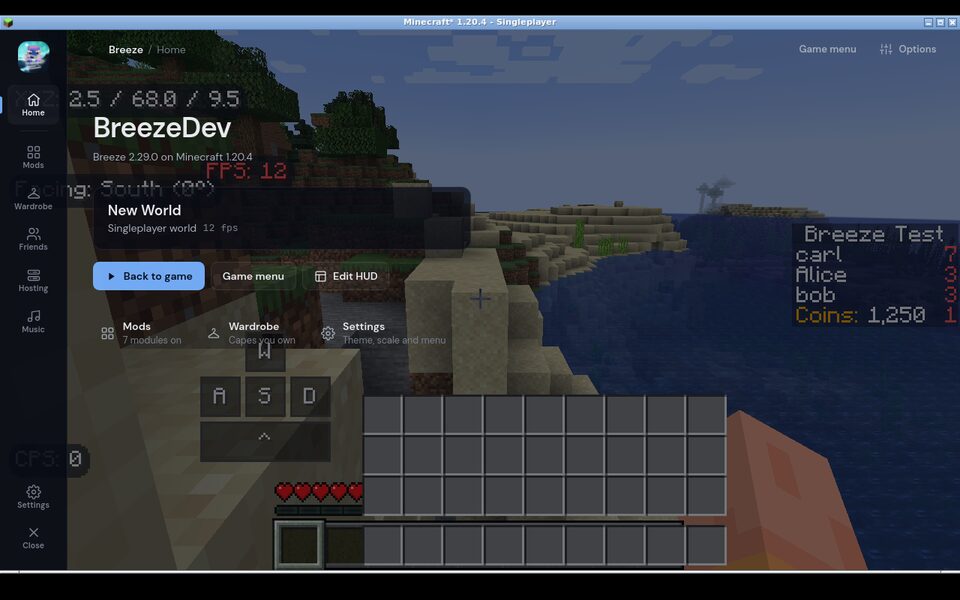 Minecraft* 1.20.4 - Singleplayer
Breeze / Home
Game menu
Options
2.5 / 68.0 / 9.5
Home
BreezeDev
Breeze 2.29.0 on Minecraft 1.20.4
FPS: 12
Mods
Facing: South (0°)
Wardrobe
New World
Singleplayer world 12 fps
Friends
Breeze Test
carl 7
Alice 3
bob 3
Coins: 1,250 1
Back to game
Game menu
Edit HUD
Hosting
Music
Mods
7 modules on
Wardrobe
Capes you own
Settings
Theme, scale and menu
W
A
S
D
^
CPS: 0
Settings
Close